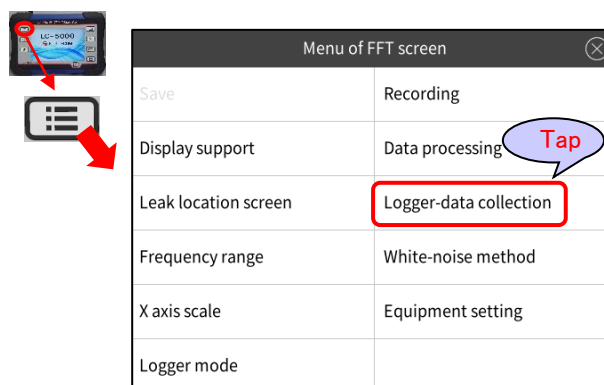 LC-5000
Menu of FFT screen
Save
Recording
Display support
Data processing
Tap
Leak location screen
Logger-data collection
Frequency range
White-noise method
X axis scale
Equipment setting
Logger mode